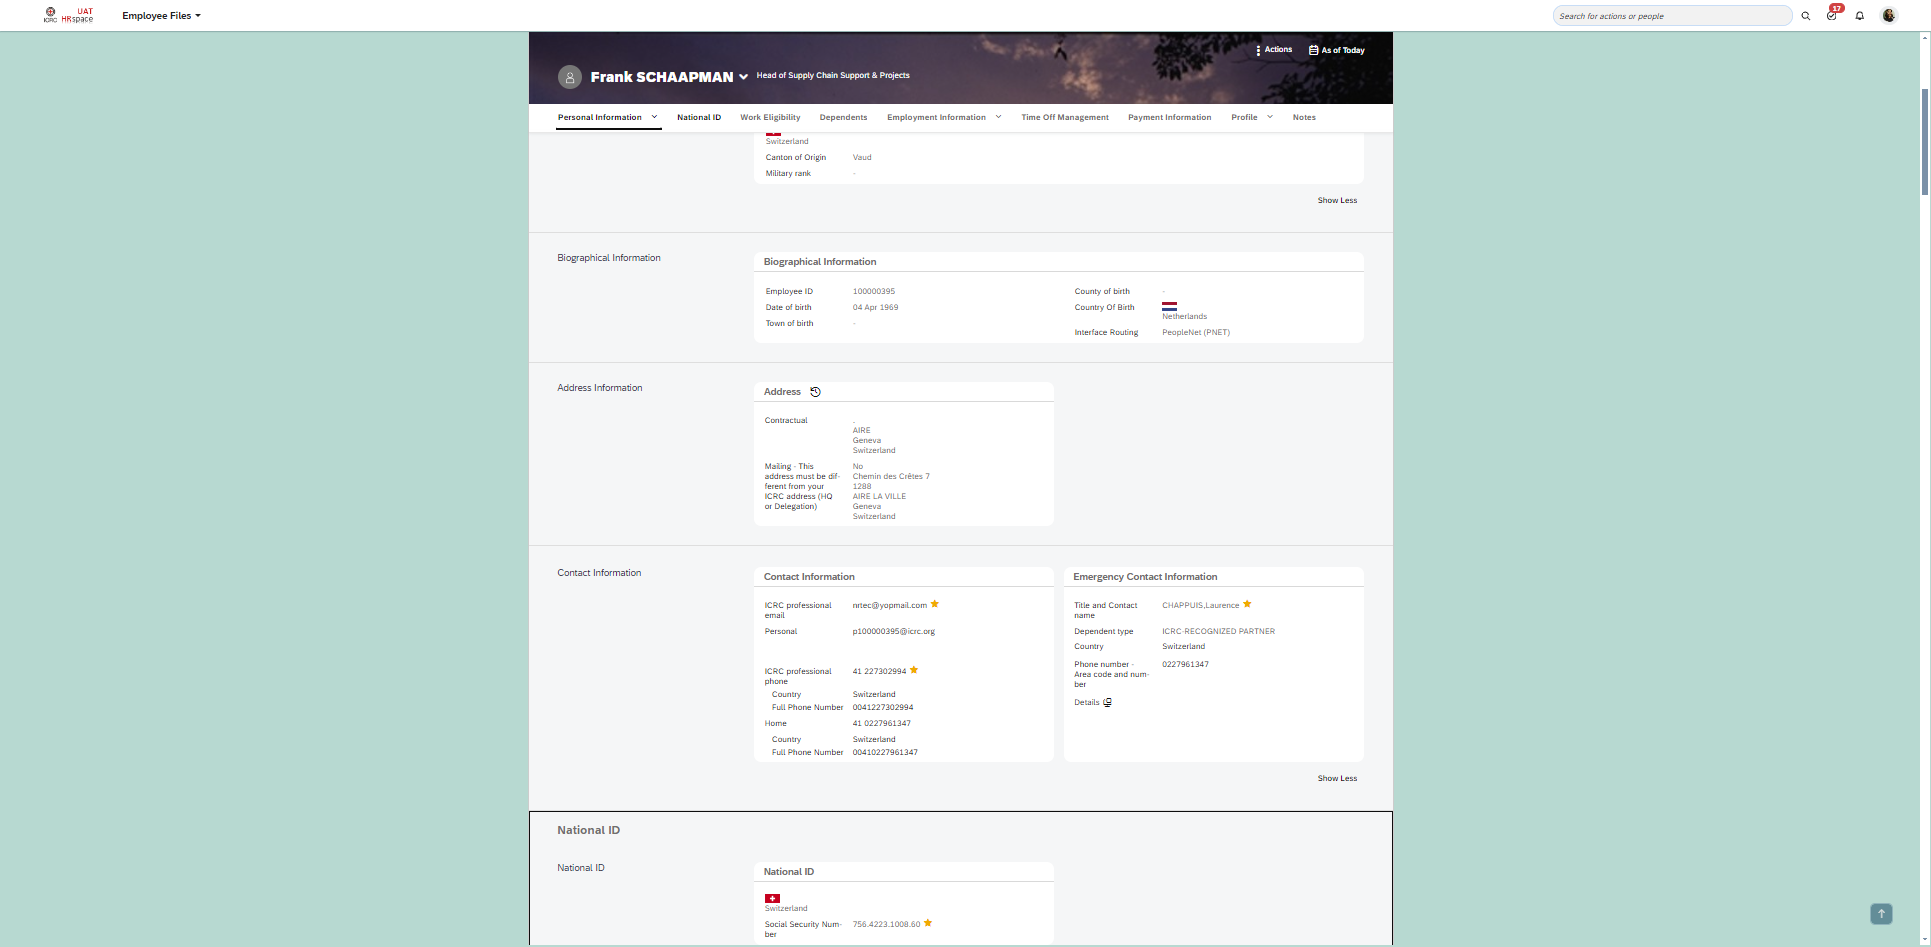 ICRC UAT HRspace Employee Files Search for actions or people 17
Actions As of Today
Frank SCHAAPMAN Head of Supply Chain Support & Projects
Personal Information National ID Work Eligibility Dependents Employment Information Time Off Management Payment Information Profile Notes
Switzerland
Canton of Origin Vaud
Military rank -
Show Less
Biographical Information
Biographical Information
Employee ID 100000395
Date of birth 04 Apr 1969
Town of birth -
County of birth -
Country Of Birth
Netherlands
Interface Routing PeopleNet (PNET)
Address Information
Address
Contractual .
AIRE
Geneva
Switzerland
Mailing - This No
address must be dif- Chemin des Crêtes 7
ferent from your 1288
ICRC address (HQ AIRE LA VILLE
or Delegation) Geneva
Switzerland
Contact Information
Contact Information
ICRC professional nrtec@yopmail.com
email
Personal p100000395@icrc.org
ICRC professional 41 227302994
phone
Country Switzerland
Full Phone Number 0041227302994
Home 41 0227961347
Country Switzerland
Full Phone Number 00410227961347
Emergency Contact Information
Title and Contact CHAPPUIS,Laurence
name
Dependent type ICRC-RECOGNIZED PARTNER
Country Switzerland
Phone number - 0227961347
Area code and num-
ber
Details
Show Less
National ID
National ID
National ID
Switzerland
Social Security Num- 756.4223.1008.60
ber